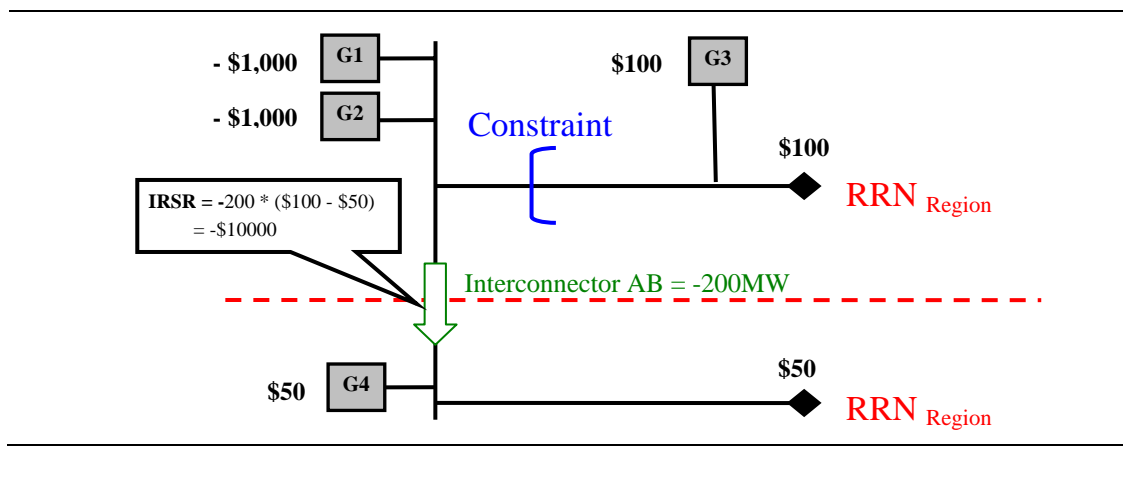 - $1,000
G1
$100
G3
- $1,000
G2
Constraint
$100
IRSR = -200 * ($100 - $50)
= -$10000
RRN Region
Interconnector AB = -200MW
$50
G4
$50
RRN Region